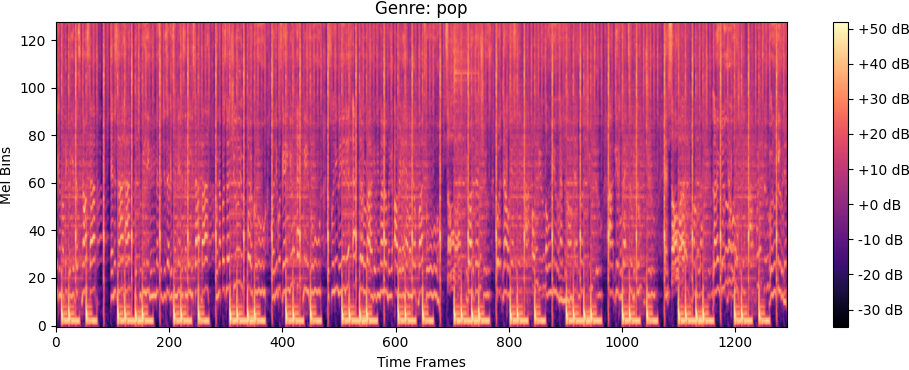 Genre: pop
+50 dB
120
+40 dB
100
+30 dB
80
+20 dB
+10 dB
60
+0 dB
40
-10 dB
20
-20 dB
-30 dB
0
Mel Bins
0
200
400
600
800
1000
1200
Time Frames